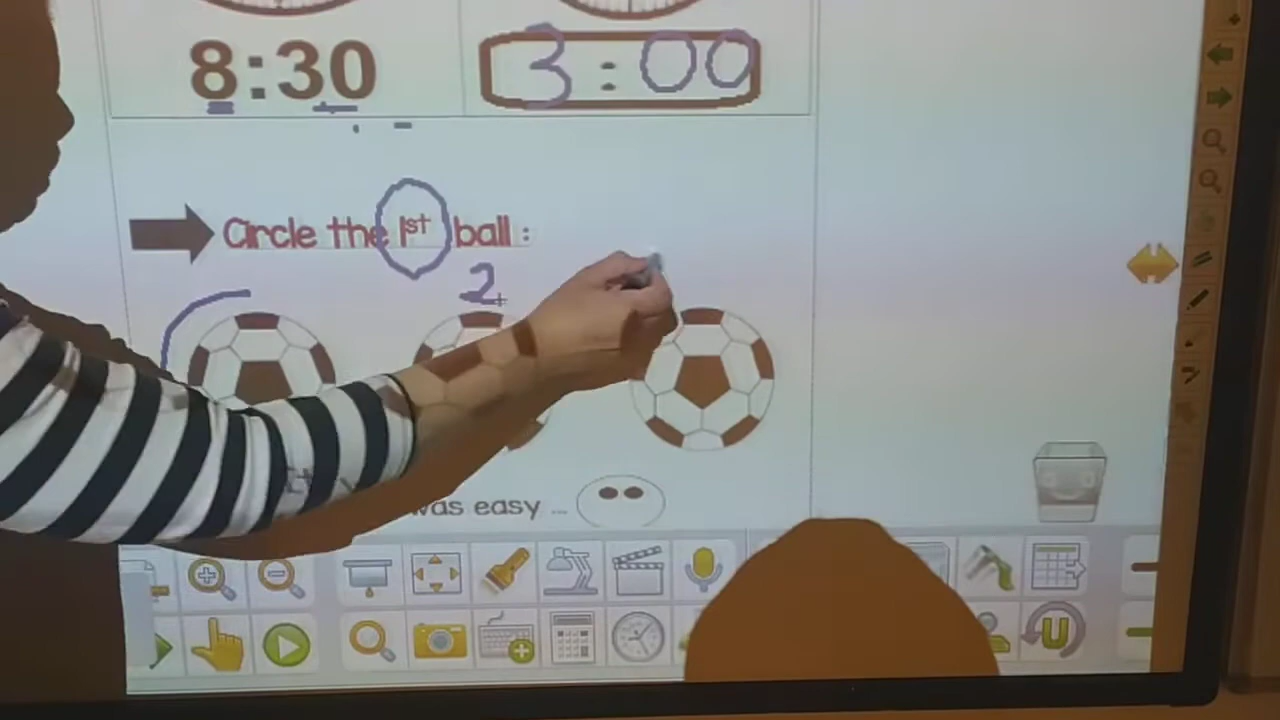 8:30
3:00
Circle the 1st ball :
2
was easy ...